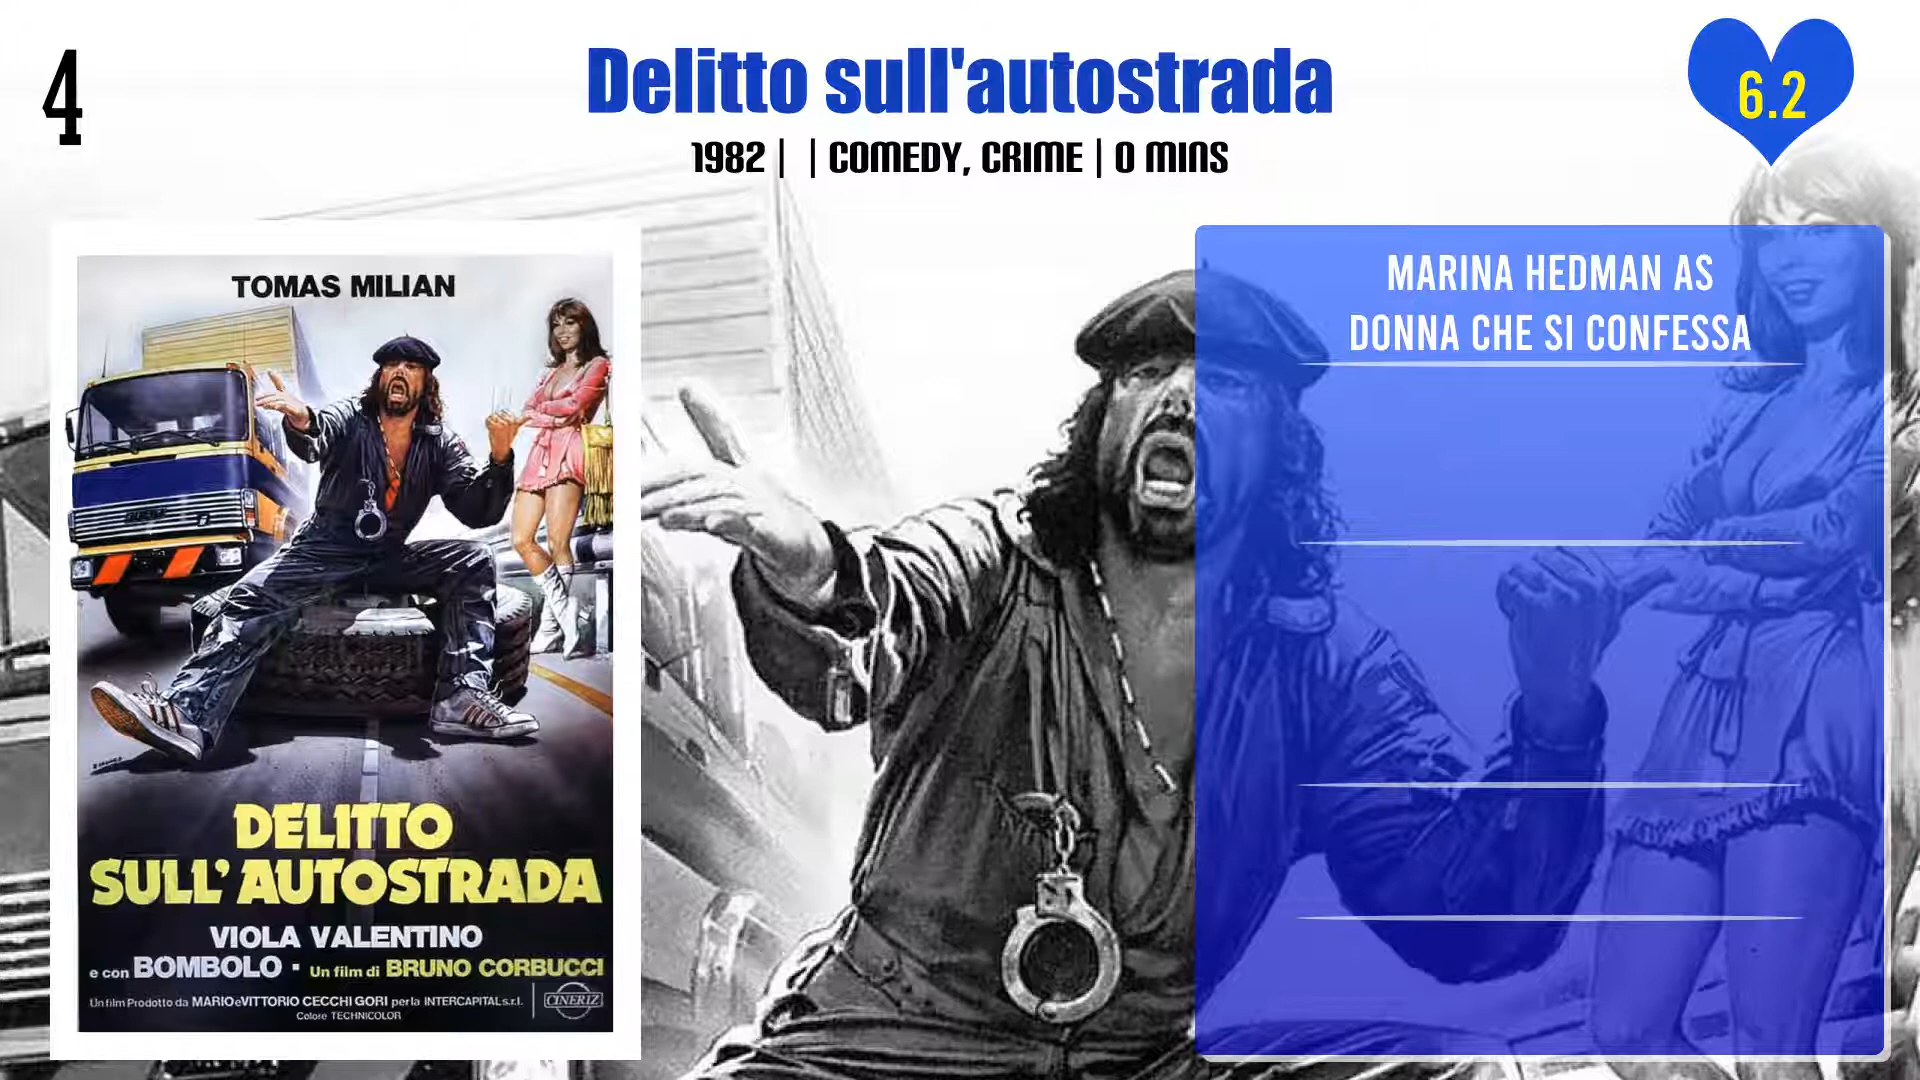 4
Delitto sull'autostrada
6.2
1982 | | COMEDY, CRIME | 0 MINS
TOMAS MILIAN
DELITTO
SULL'AUTOSTRADA
VIOLA VALENTINO
e con BOMBOLO · Un film di BRUNO CORBUCCI
Un film Prodotto da MARIO e VITTORIO CECCHI GORI per la INTERCAPITAL s.r.l.
CINERIZ
Colore TECHNICOLOR
MARINA HEDMAN AS
DONNA CHE SI CONFESSA